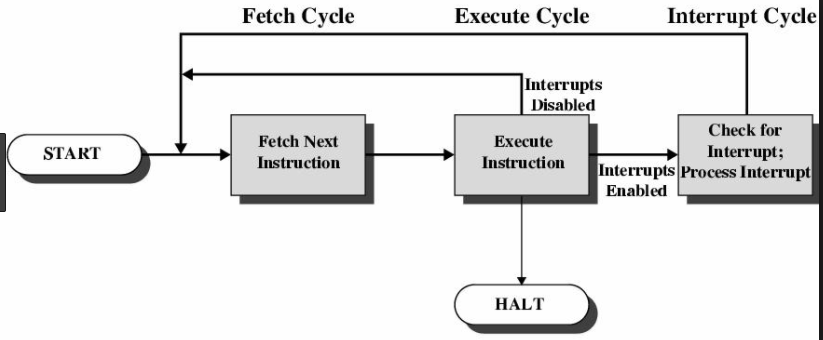 Fetch Cycle
Execute Cycle
Interrupt Cycle
START
Fetch Next
Instruction
Interrupts
Disabled
Execute
Instruction
Interrupts
Enabled
Check for
Interrupt;
Process Interrupt
HALT